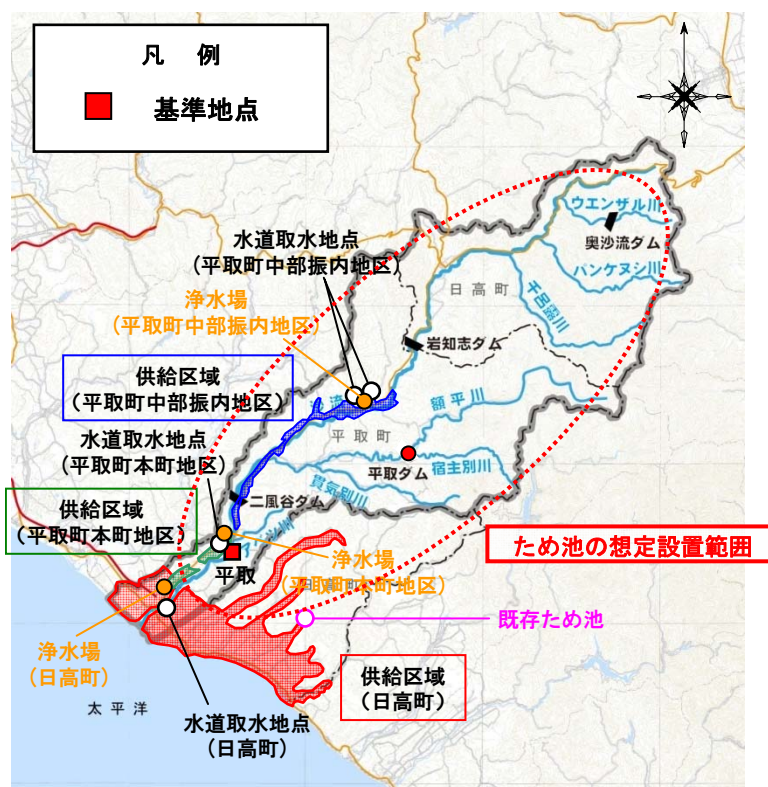 凡 例
基準地点
ウエンザル川
奥沙流ダム
水道取水地点
(平取町中部振内地区)
パンケヌシ川
日高町
千呂露川
浄水場
(平取町中部振内地区)
岩知志ダム
供給区域
(平取町中部振内地区)
額平川
水道取水地点
(平取町本町地区)
平取町
平取ダム
宿主別川
貫気別川
二風谷ダム
供給区域
(平取町本町地区)
ため池の想定設置範囲
浄水場
(平取町本町地区)
平取
既存ため池
浄水場
(日高町)
供給区域
(日高町)
太平洋
水道取水地点
(日高町)